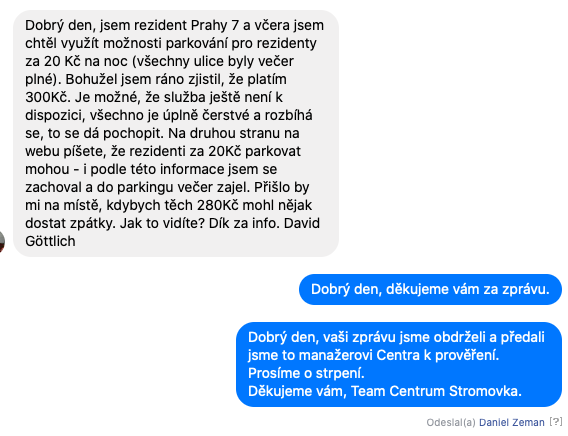 Dobrý den, jsem rezident Prahy 7 a včera jsem
chtěl využít možnosti parkování pro rezidenty
za 20 Kč na noc (všechny ulice byly večer
plné). Bohužel jsem ráno zjistil, že platím
300Kč. Je možné, že služba ještě není k
dispozici, všechno je úplně čerstvé a rozbíhá
se, to se dá pochopit. Na druhou stranu na
webu píšete, že rezidenti za 20Kč parkovat
mohou - i podle této informace jsem se
zachoval a do parkingu večer zajel. Přišlo by
mi na místě, kdybych těch 280Kč mohl nějak
dostat zpátky. Jak to vidíte? Dík za info. David
Göttlich
Dobrý den, děkujeme vám za zprávu.
Dobrý den, vaši zprávu jsme obdrželi a předali
jsme to manažerovi Centra k prověření.
Prosíme o strpení.
Děkujeme vám, Team Centrum Stromovka.
Odeslal(a) Daniel Zeman [?]